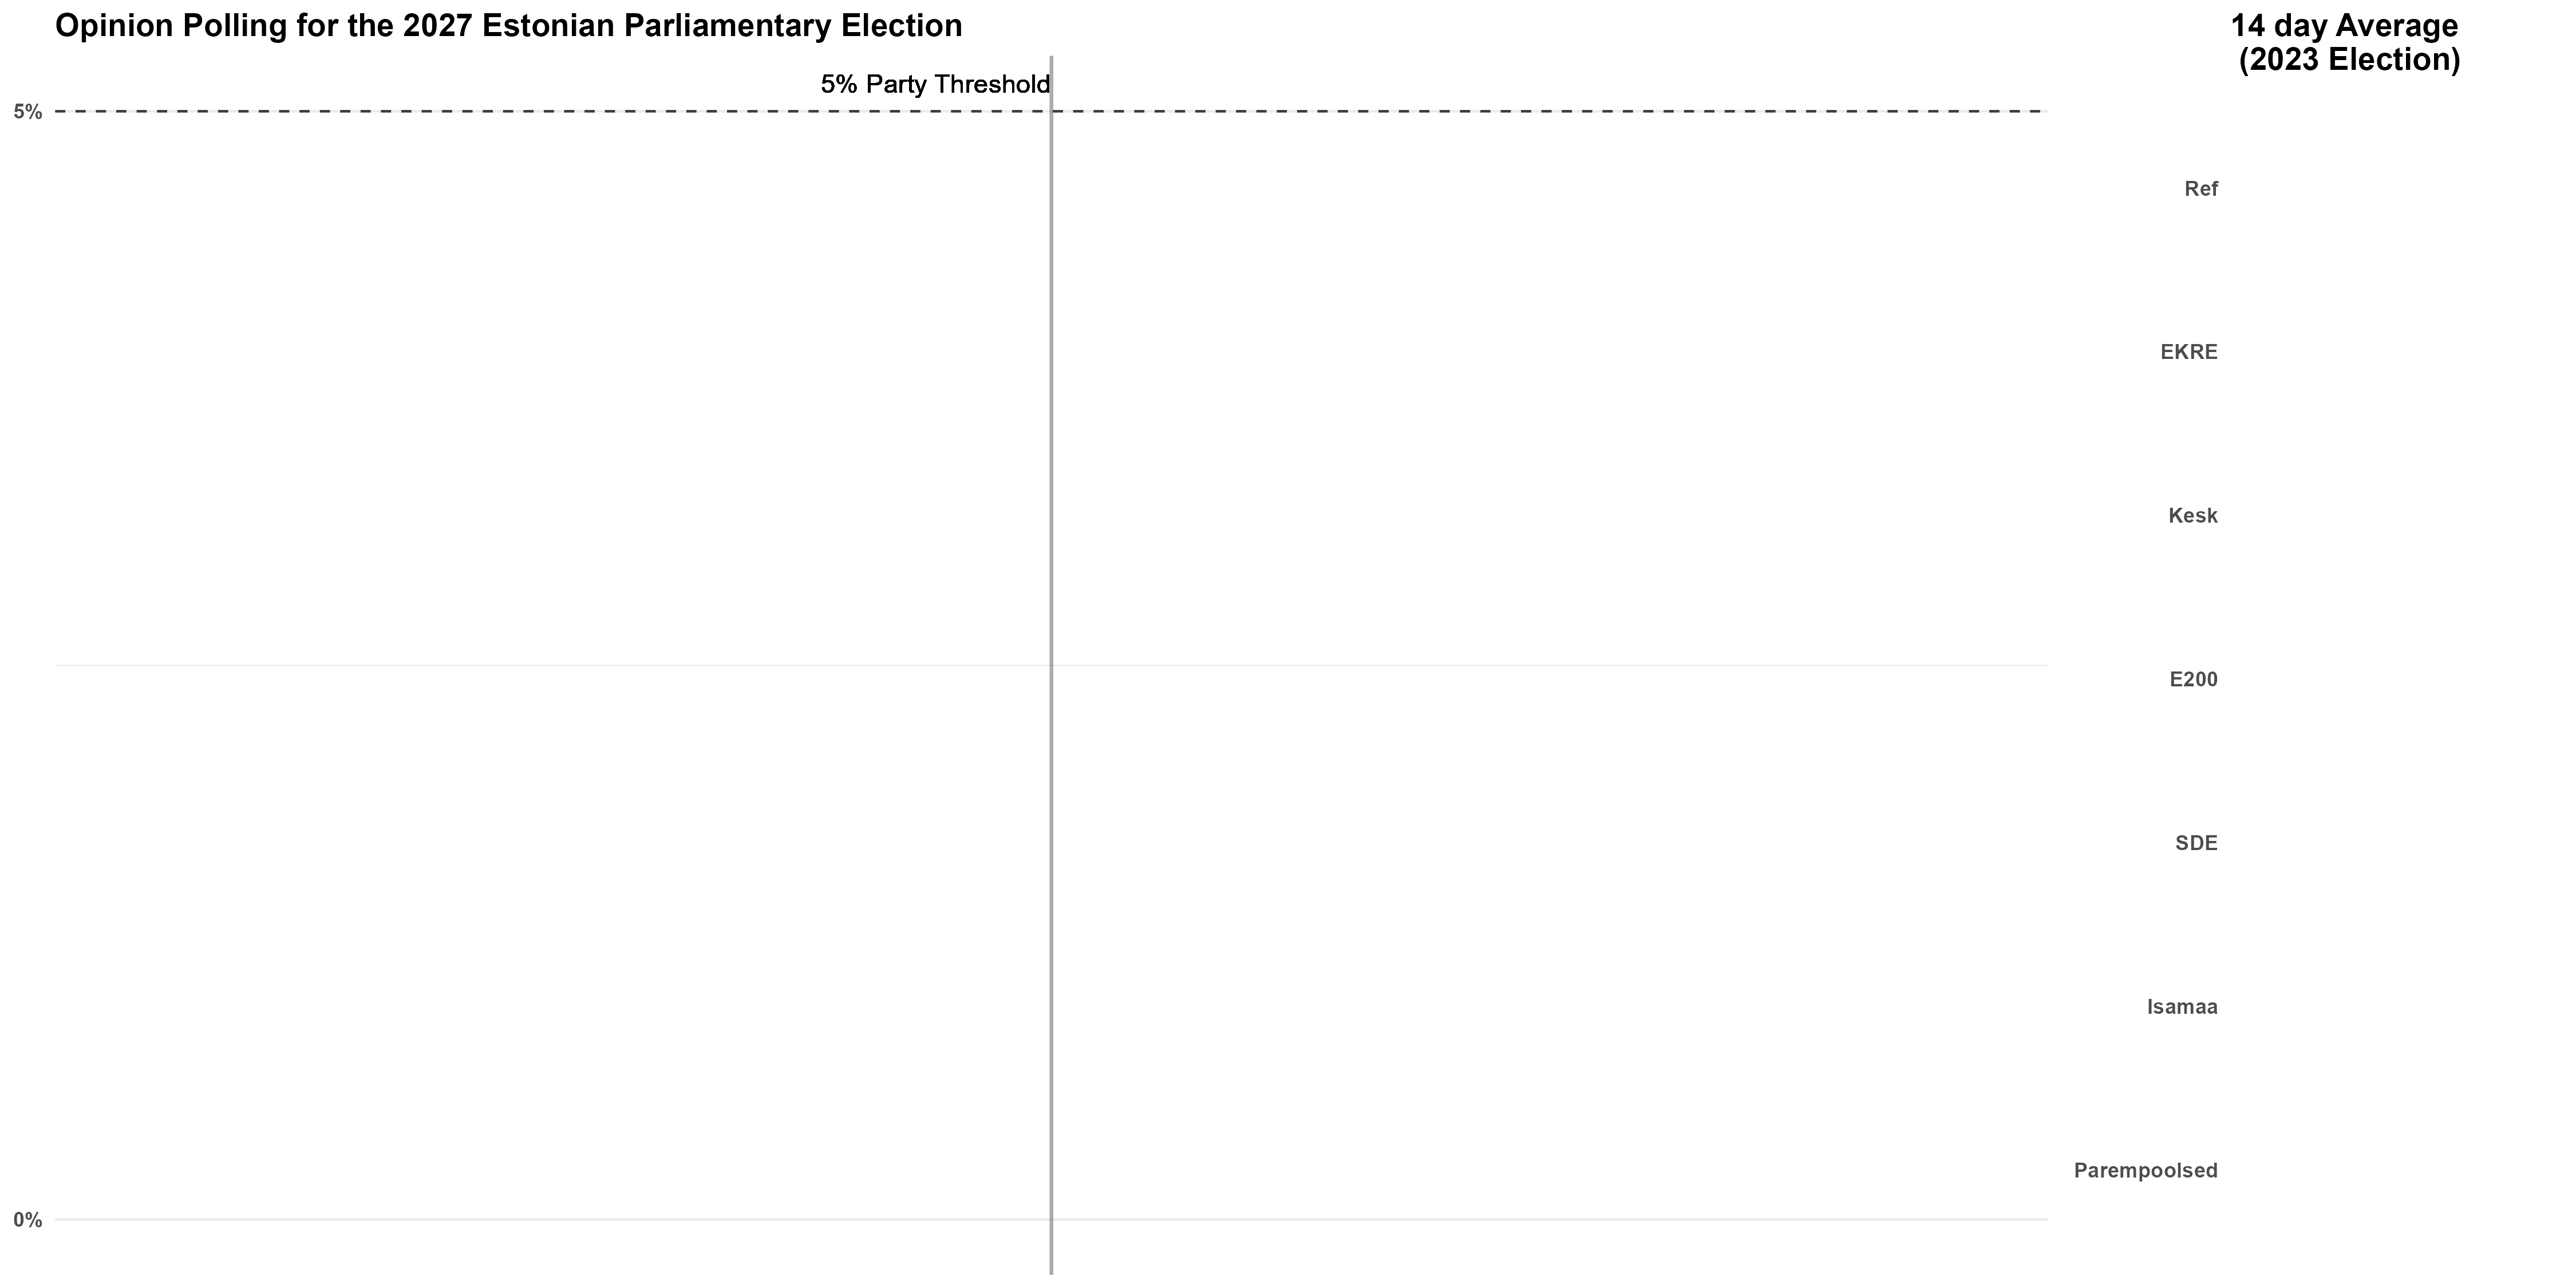 Opinion Polling for the 2027 Estonian Parliamentary Election
14 day Average
(2023 Election)
5% Party Threshold
5%
0%
Ref
EKRE
Kesk
E200
SDE
Isamaa
Parempoolsed